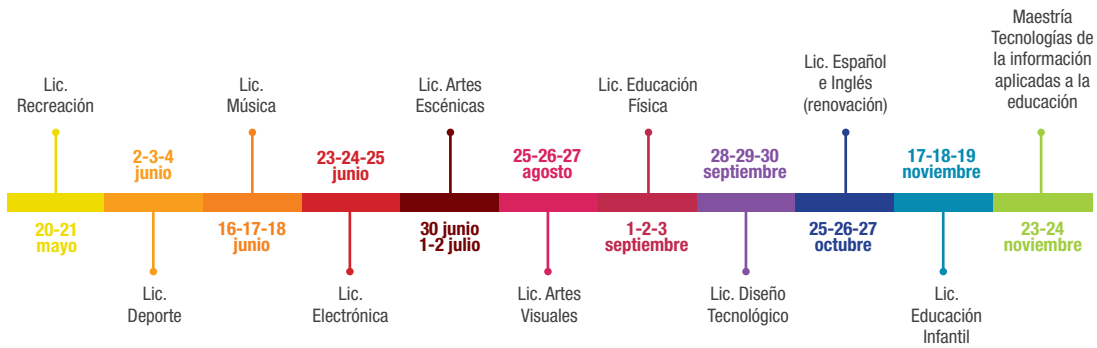 Lic.
Recreación
20-21
mayo
2-3-4
junio
Lic.
Deporte
Lic.
Música
16-17-18
junio
23-24-25
junio
Lic.
Electrónica
Lic. Artes
Escénicas
30 junio
1-2 julio
25-26-27
agosto
Lic. Artes
Visuales
Lic. Educación
Física
1-2-3
septiembre
28-29-30
septiembre
Lic. Diseño
Tecnológico
Lic. Español
e Inglés
(renovación)
25-26-27
octubre
17-18-19
noviembre
Lic.
Educación
Infantil
Maestría
Tecnologías de
la información
aplicadas a la
educación
23-24
noviembre